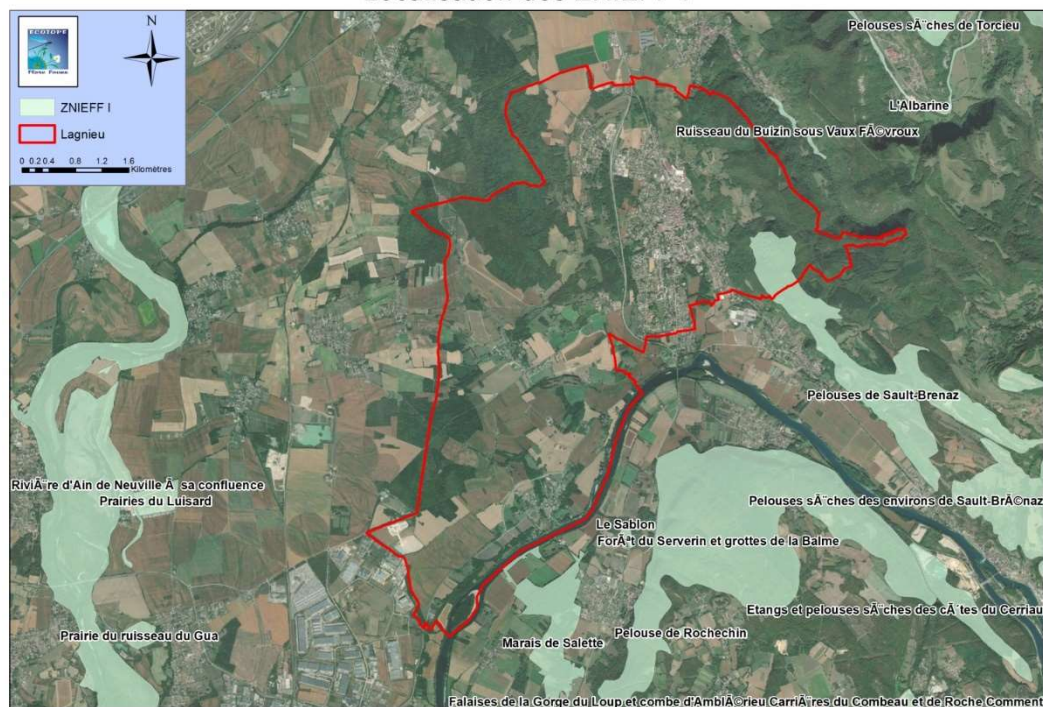 N
ECOTOPE
ZNIEFF I
Lagnieu
0 0.2 0.4 0.8 1.2 1.6
Kilomètres
Pelouses sÃ¨ches de Torcieu
L'Albarine
Ruisseau du Buizin sous Vaux FÃ©vroux
Pelouses de Sault-Brenaz
RiviÃ¨re d'Ain de Neuville Ã sa confluence
Prairies du Luisard
Pelouses sÃ¨ches des environs de Sault-BrÃ©naz
Le Sablon
ForÃªt du Serverin et grottes de la Balme
Etangs et pelouses sÃ¨ches des cÃ´tes du Cerriau
Prairie du ruisseau du Gua
Pelouse de Rochechin
Marais de Salette
Falaises de la Gorge du Loup et combe d'AmblÃ©rieu CarriÃ¨res du Combeau et de Roche Comment